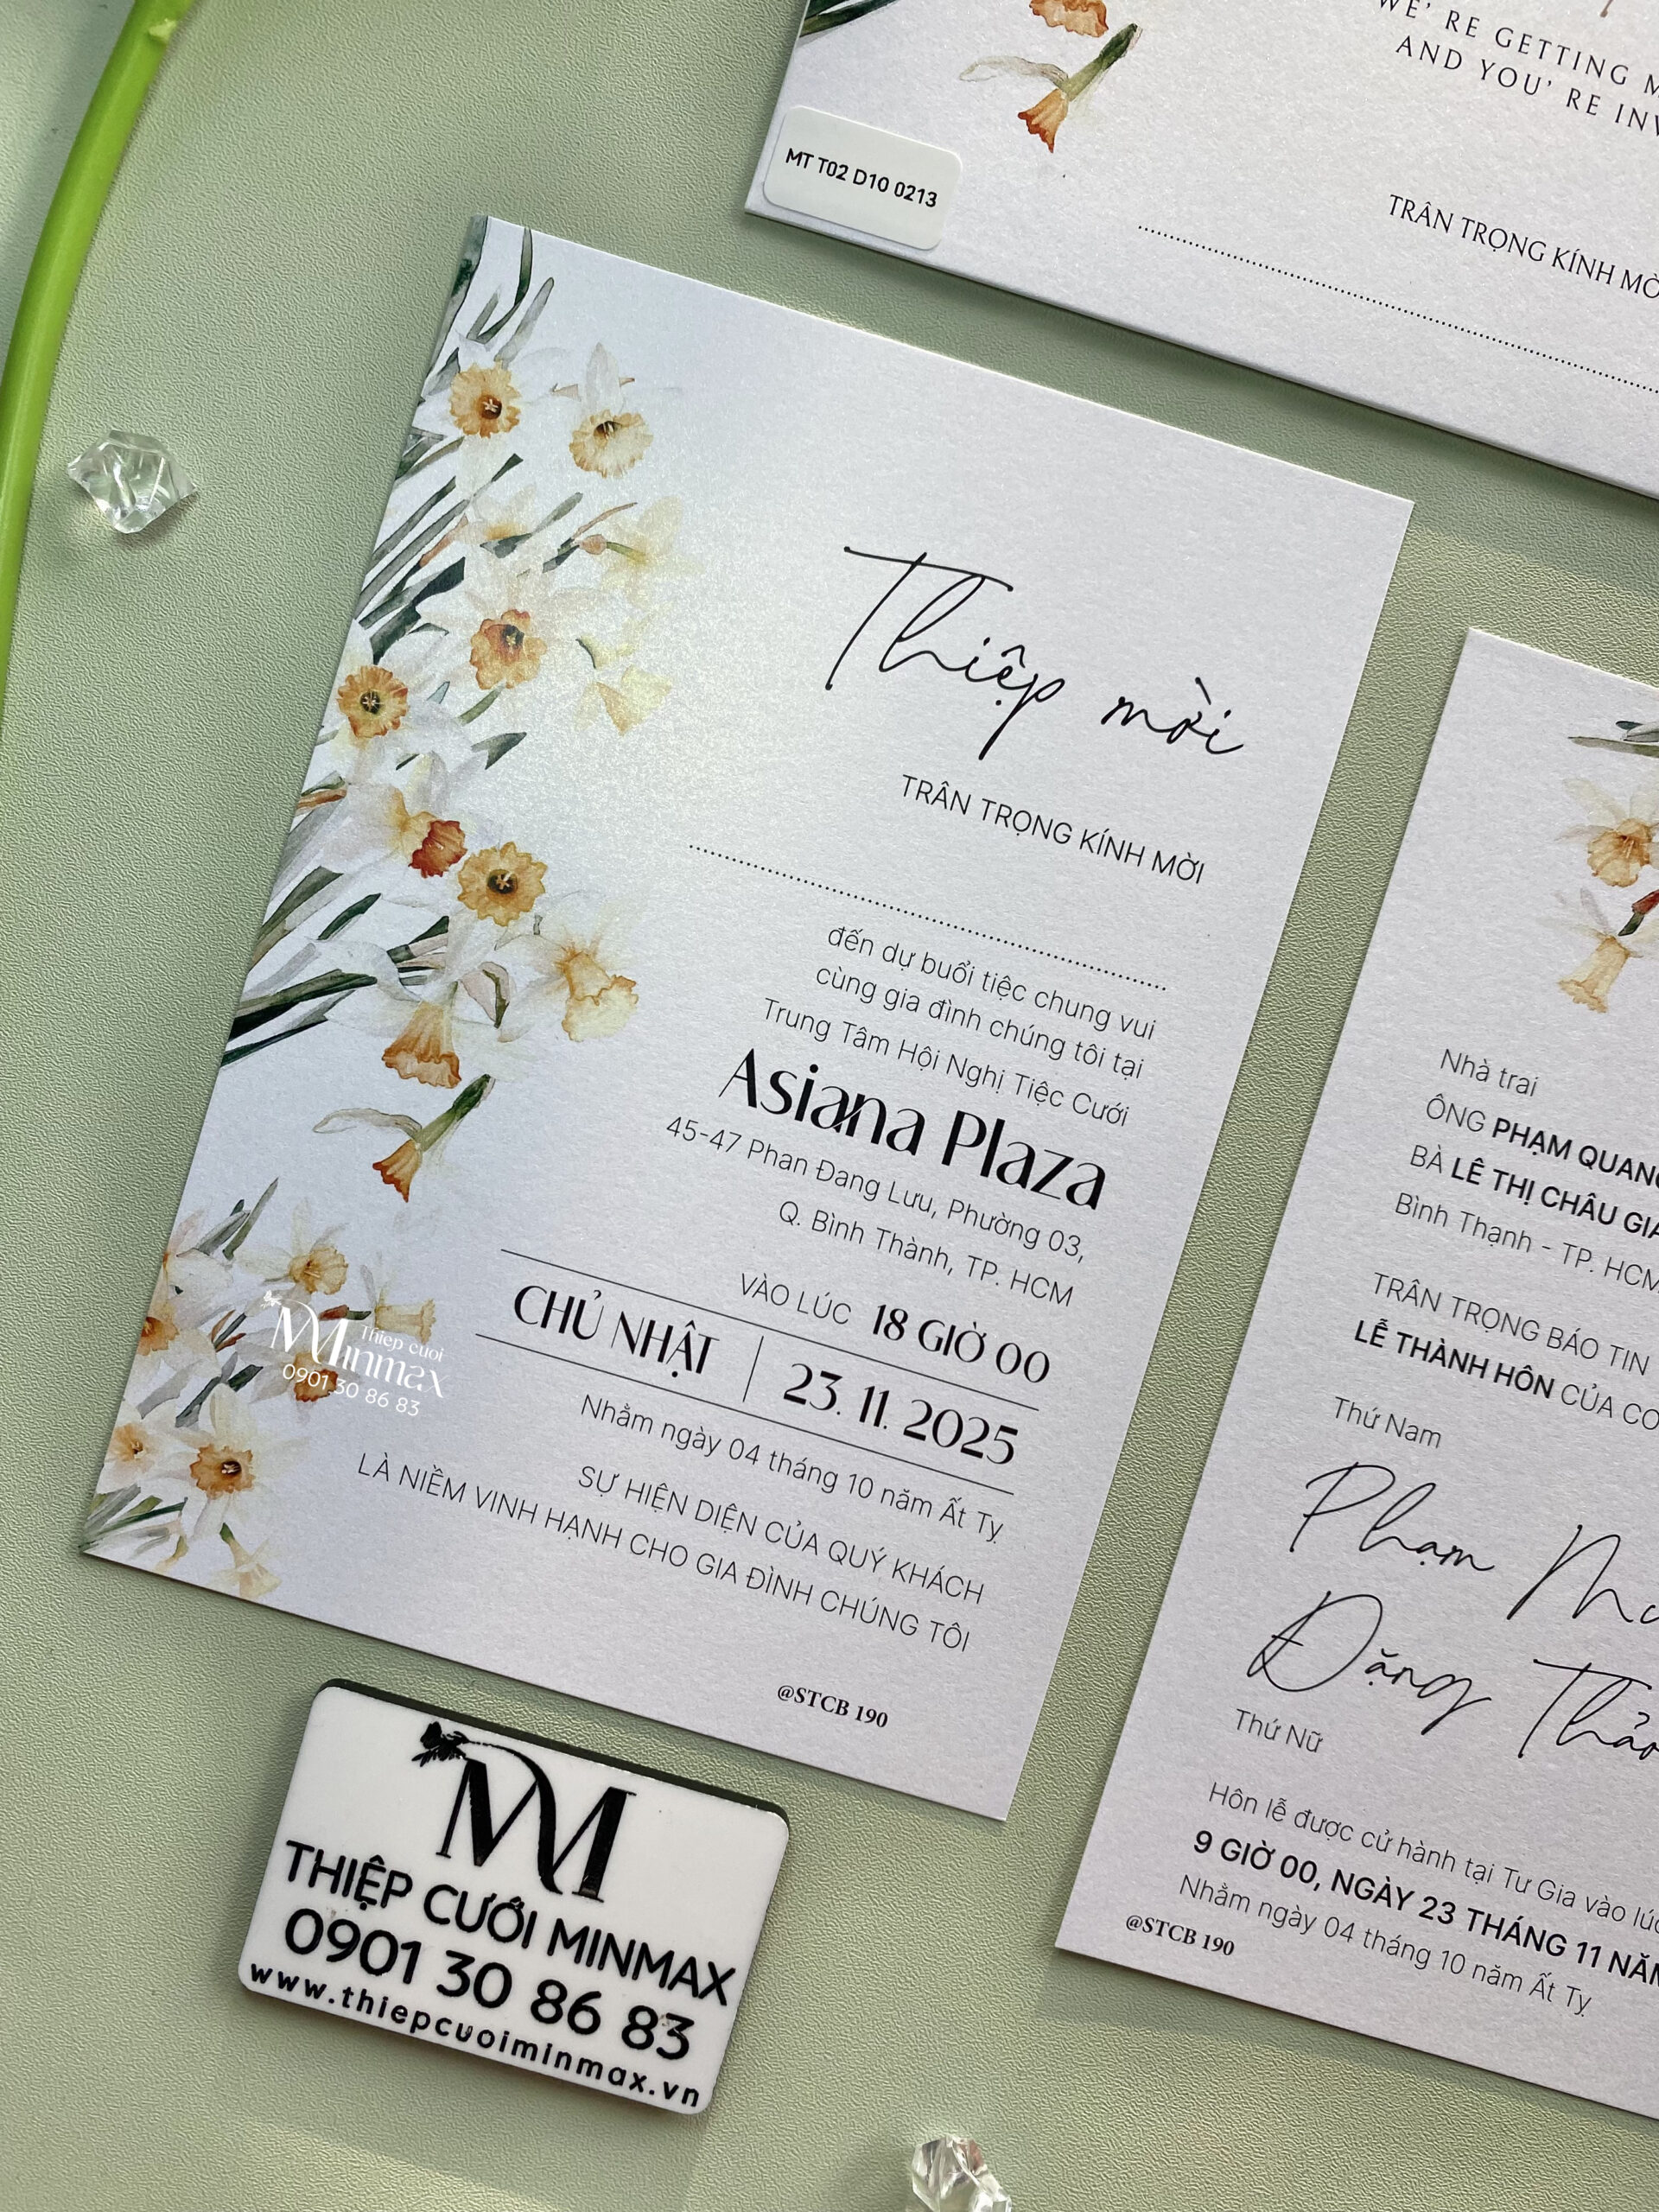 WE' RE GETTING
AND YOU' RE
MT T02 D10 0213
TRÂN TRỌNG KÍNH
Thiệp mời
TRÂN TRỌNG KÍNH MỜI
đến dự buổi tiệc chung vui
cùng gia đình chúng tôi tại
Trung Tâm Hội Nghị Tiệc Cưới
Asiana Plaza
45-47 Phan Đang Lưu, Phường 03,
Q. Bình Thành, TP. HCM
VÀO LÚC 18 GIỜ 00
CHỦ NHẬT 23. 11. 2025
Nhằm ngày 04 tháng 10 năm Ất Tỵ
SỰ HIỆN DIỆN CỦA QUÝ KHÁCH
LÀ NIỀM VINH HẠNH CHO GIA ĐÌNH CHÚNG TÔI
@STCB 190
Thiep cuoi
Minmax
0901 30 86 83
Nhà trai
ÔNG PHẠM QUANG
BÀ LÊ THỊ CHÂU
Bình Thạnh - TP. HCM
TRÂN TRỌNG BÁO TIN
LỄ THÀNH HÔN CỦA
Thứ Nam
Phạm
Đặng
Thứ Nữ
Hôn lễ được cử hành tại Tư Gia vào lúc
9 GIỜ 00, NGÀY 23 THÁNG 11
Nhằm ngày 04 tháng 10 năm Ất Tỵ
@STCB 190
M
THIỆP CƯỚI MINMAX
0901 30 86 83
www.thiepcuoiminmax.vn